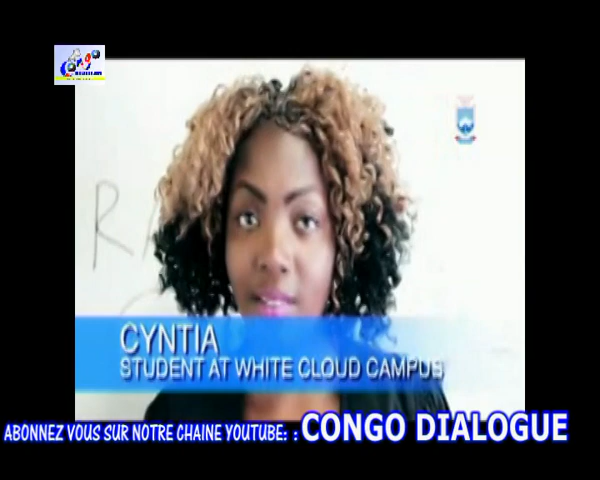 R
CYNTIA
STUDENT AT WHITE CLOUD CAMPUS
ABONNEZ VOUS SUR NOTRE CHAINE YOUTUBE: : CONGO DIALOGUE